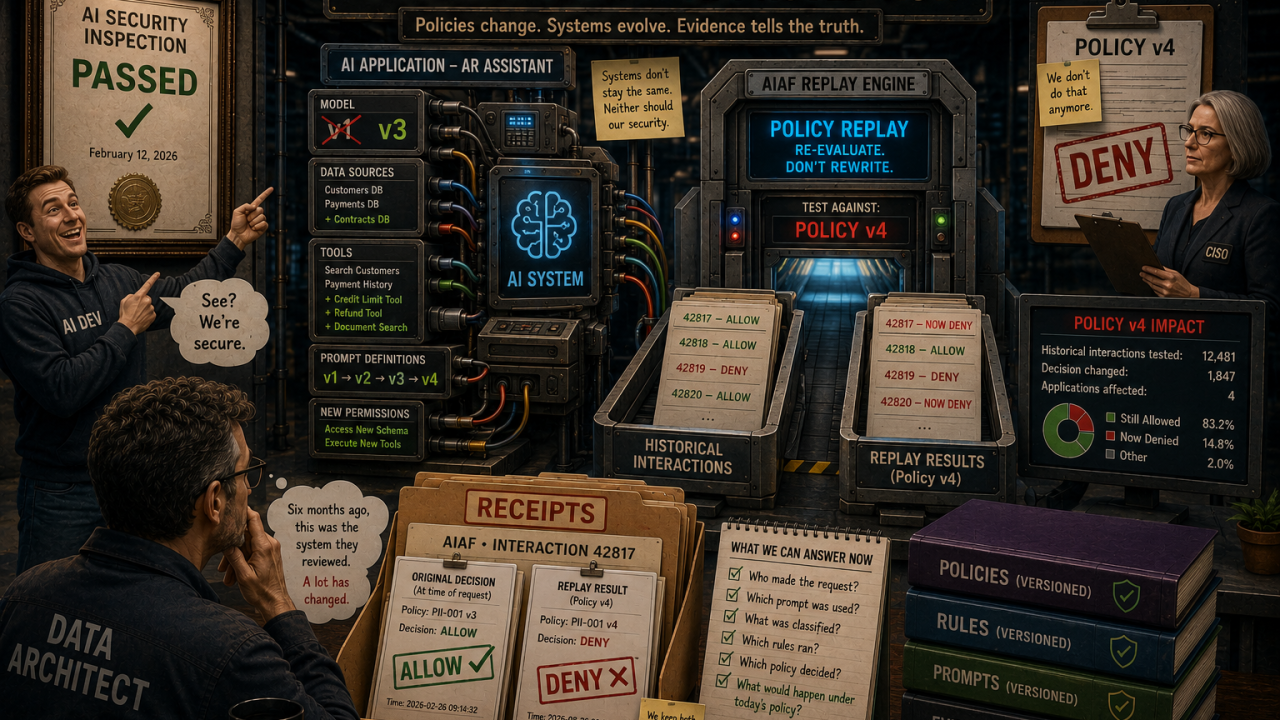 AI SECURITY
INSPECTION
PASSED
February 12, 2026
Policies change. Systems evolve. Evidence tells the truth.
AI APPLICATION – AR ASSISTANT
MODEL
v1 v3
DATA SOURCES
Customers DB
Payments DB
+ Contracts DB
TOOLS
Search Customers
Payment History
+ Credit Limit Tool
+ Refund Tool
+ Document Search
PROMPT DEFINITIONS
v1 → v2 → v3 → v4
NEW PERMISSIONS
Access New Schema
Execute New Tools
AI SYSTEM
Systems don't
stay the same.
Neither should
our security.
AIAF REPLAY ENGINE
POLICY REPLAY
RE-EVALUATE.
DON'T REWRITE.
TEST AGAINST:
POLICY v4
42817 – ALLOW
42818 – ALLOW
42819 – DENY
42820 – ALLOW
...
HISTORICAL
INTERACTIONS
42817 – NOW DENY
42818 – ALLOW
42819 – DENY
42820 – NOW DENY
...
REPLAY RESULTS
(Policy v4)
POLICY v4
We don't
do that
anymore.
DENY
CISO
POLICY v4 IMPACT
Historical interactions tested: 12,481
Decision changed: 1,847
Applications affected: 4
Still Allowed 83.2%
Now Denied 14.8%
Other 2.0%
AI DEV
See?
We're
secure.
DATA
ARCHITECT
Six months ago,
this was the
system they
reviewed.
A lot has
changed.
RECEIPTS
AIAF • INTERACTION 42817
ORIGINAL DECISION
(At time of request)
Policy: PII-001 v3
Decision: ALLOW
ALLOW ✓
Time: 2026-02-26 09:14:32
REPLAY RESULT
(Policy v4)
Policy: PII-001 v4
Decision: DENY
DENY ✗
We keep both
WHAT WE CAN ANSWER NOW
Who made the request?
Which prompt was used?
What was classified?
Which rules ran?
Which policy decided?
What would happen under
today's policy?
POLICIES (VERSIONED)
RULES (VERSIONED)
PROMPTS (VERSIONED)